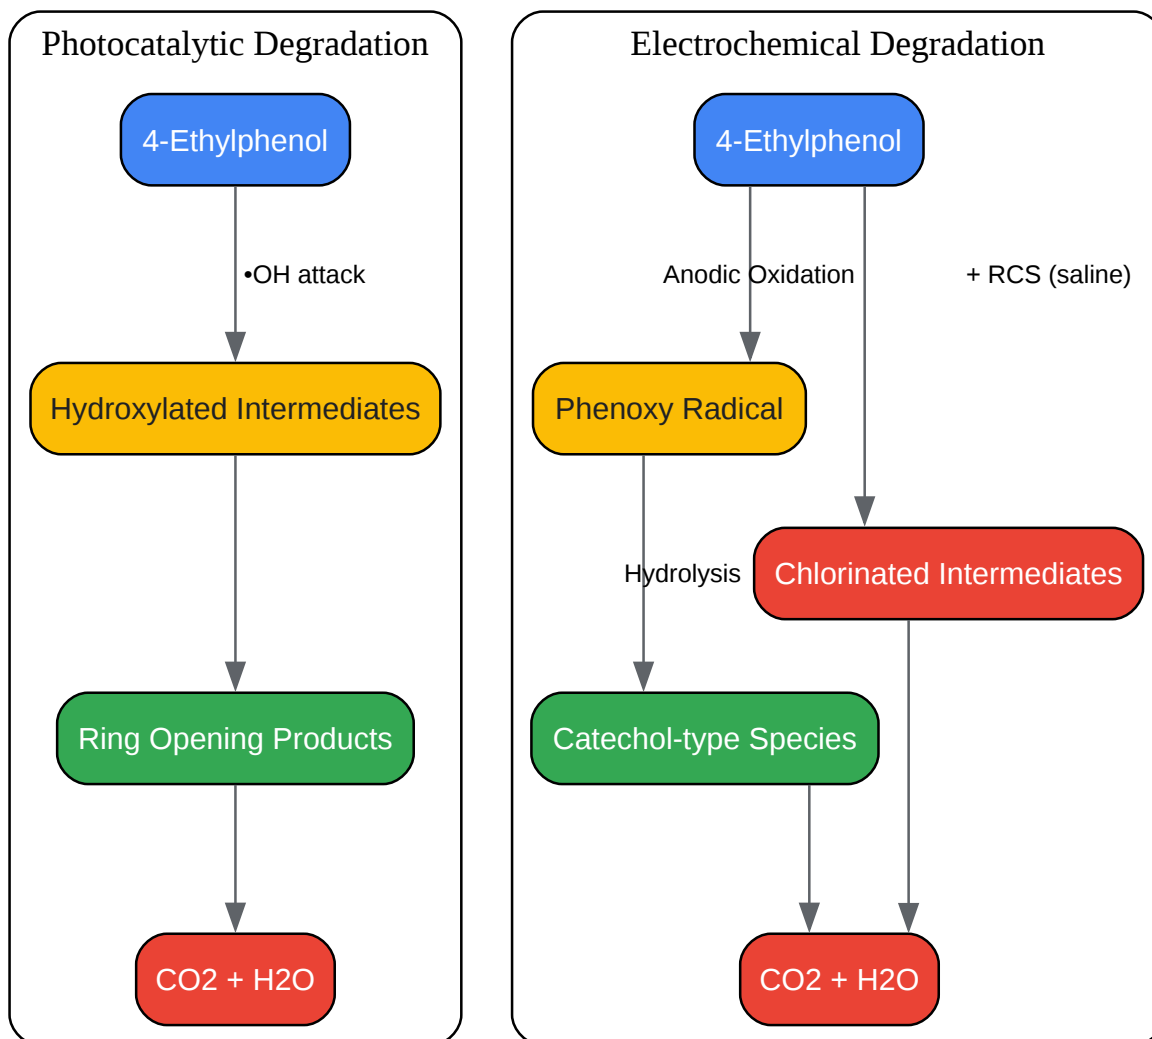 Photocatalytic Degradation
4-Ethylphenol
•OH attack
Hydroxylated Intermediates
Ring Opening Products
CO2 + H2O
Electrochemical Degradation
4-Ethylphenol
Anodic Oxidation
+ RCS (saline)
Phenoxy Radical
Hydrolysis
Chlorinated Intermediates
Catechol-type Species
CO2 + H2O